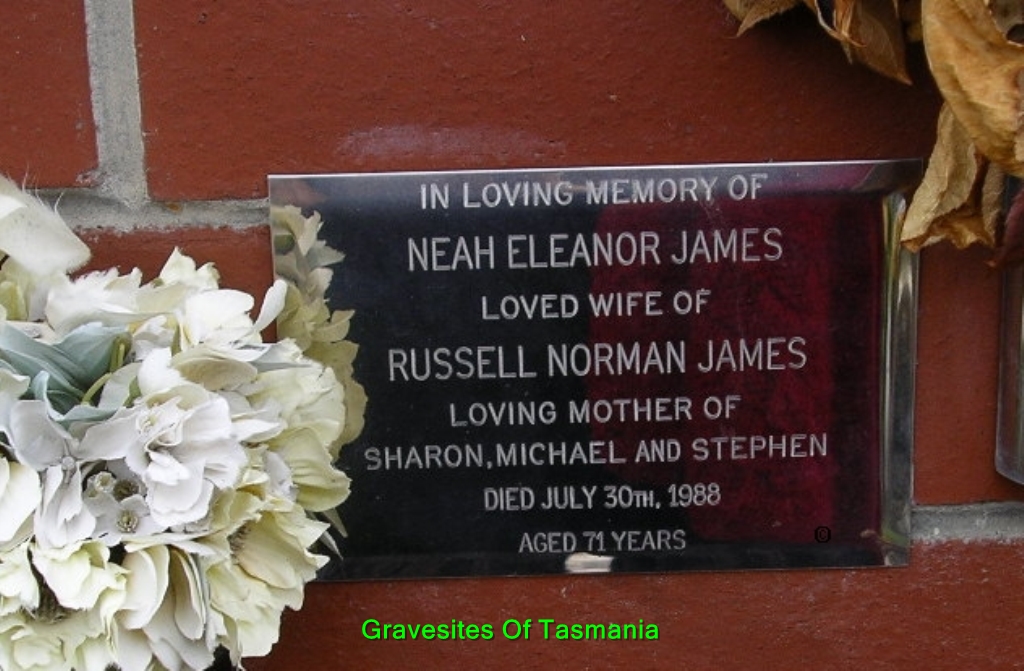 IN LOVING MEMORY OF
NEAH ELEANOR JAMES
LOVED WIFE OF
RUSSELL NORMAN JAMES
LOVING MOTHER OF
SHARON, MICHAEL AND STEPHEN
DIED JULY 30TH, 1988
AGED 71 YEARS
©
Gravesites Of Tasmania